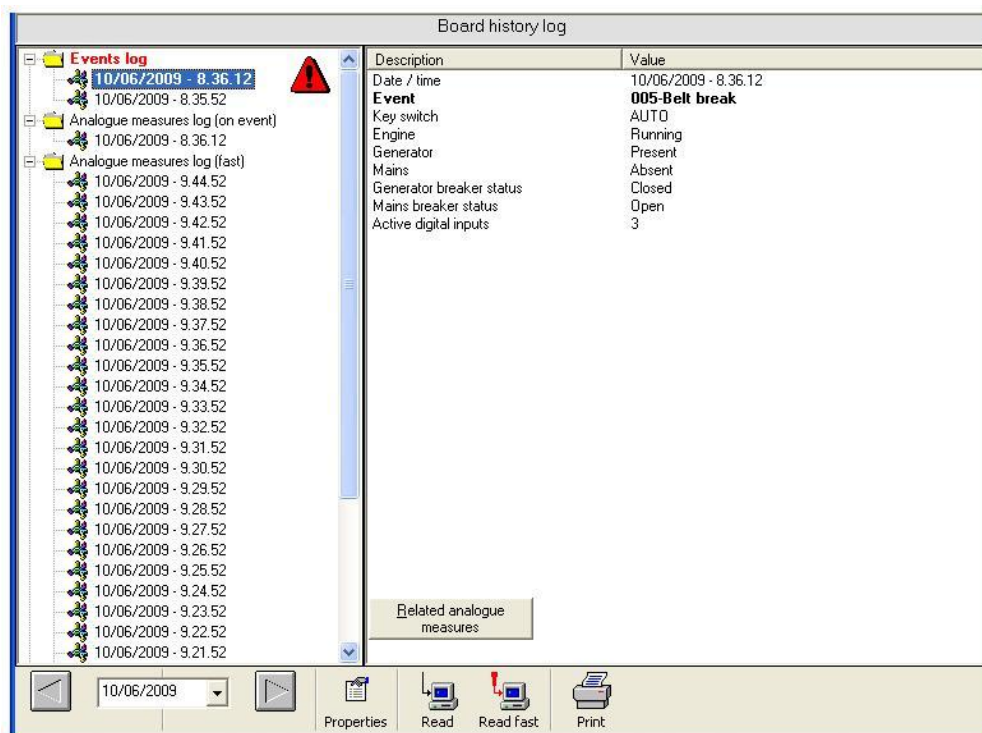 Board history log
Events log
10/06/2009 - 8.36.12
10/06/2009 - 8.35.52
Analogue measures log (on event)
10/06/2009 - 8.36.12
Analogue measures log (fast)
10/06/2009 - 9.44.52
10/06/2009 - 9.43.52
10/06/2009 - 9.42.52
10/06/2009 - 9.41.52
10/06/2009 - 9.40.52
10/06/2009 - 9.39.52
10/06/2009 - 9.38.52
10/06/2009 - 9.37.52
10/06/2009 - 9.36.52
10/06/2009 - 9.35.52
10/06/2009 - 9.34.52
10/06/2009 - 9.33.52
10/06/2009 - 9.32.52
10/06/2009 - 9.31.52
10/06/2009 - 9.30.52
10/06/2009 - 9.29.52
10/06/2009 - 9.28.52
10/06/2009 - 9.27.52
10/06/2009 - 9.26.52
10/06/2009 - 9.25.52
10/06/2009 - 9.24.52
10/06/2009 - 9.23.52
10/06/2009 - 9.22.52
10/06/2009 - 9.21.52
Description Value
Date / time 10/06/2009 - 8.36.12
Event 005-Belt break
Key switch AUTO
Engine Running
Generator Present
Mains Absent
Generator breaker status Closed
Mains breaker status Open
Active digital inputs 3
Related analogue
measures
10/06/2009
Properties Read Read fast Print